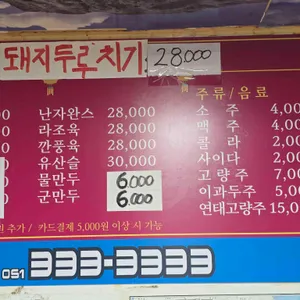 돼지두루치기 28.000
주류/음료
난자완스 28,000
라조육 28,000
깐풍육 28,000
유산슬 30,000
물만두 6.000
군만두 6.000
소주 4,00
맥주 4,00
콜라 2,00
사이다 2,00
고량주 7,00
이과두주 5,00
연태고량주 15,00
추가 / 카드결제 5,000원 이상 시 가능
051 333-3333